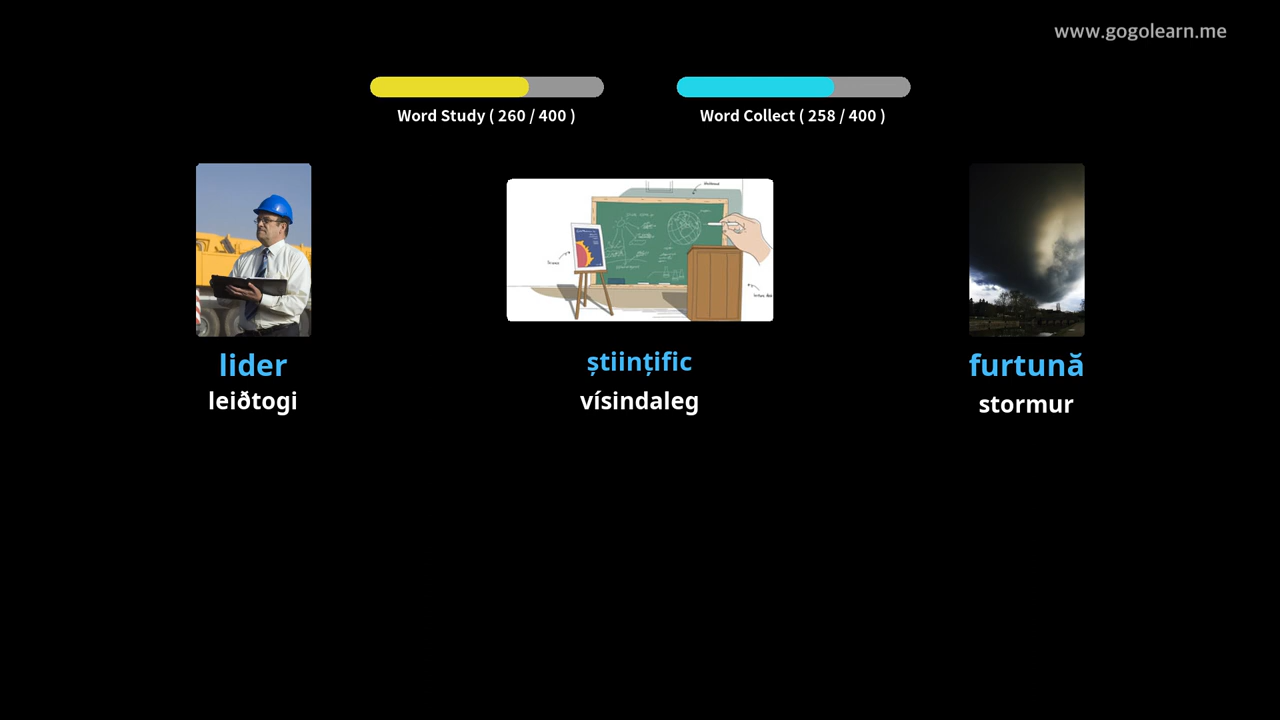 www.gogolearn.me
Word Study ( 260 / 400 )
Word Collect ( 258 / 400 )
lider
leiðtogi
științific
vísindaleg
furtună
stormur